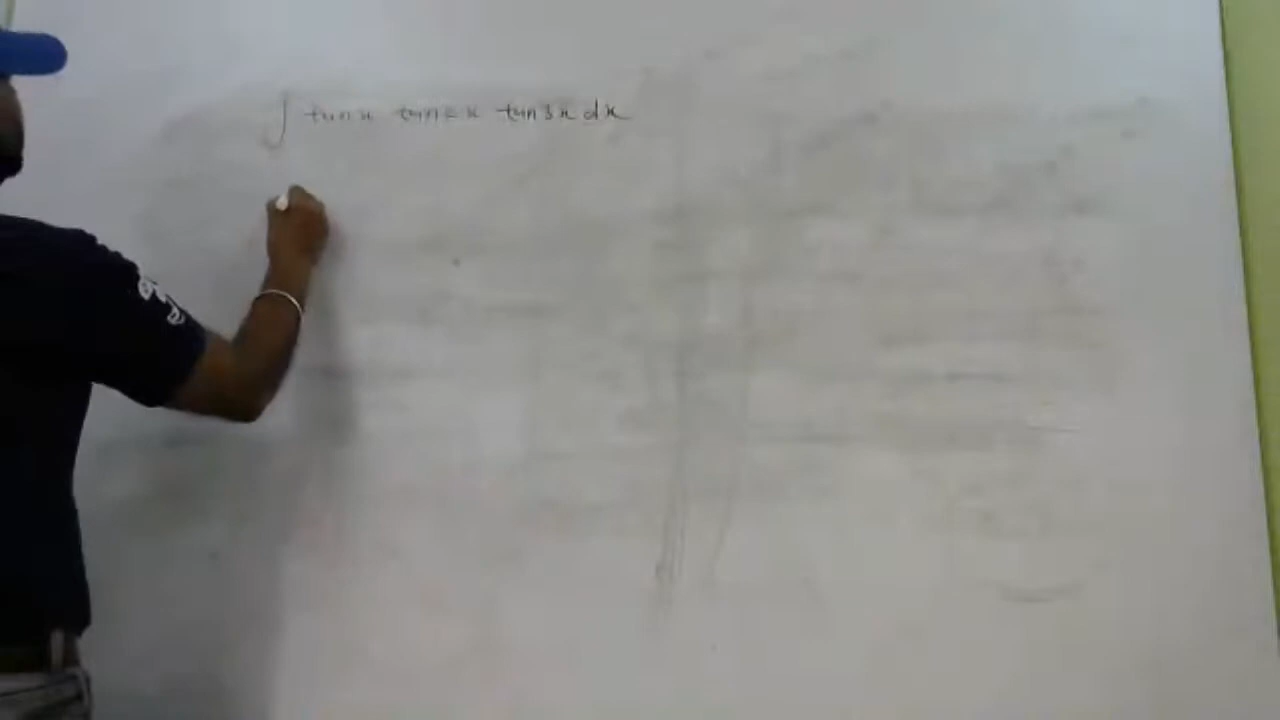 ∫ tan x tan 2x tan 3x dx